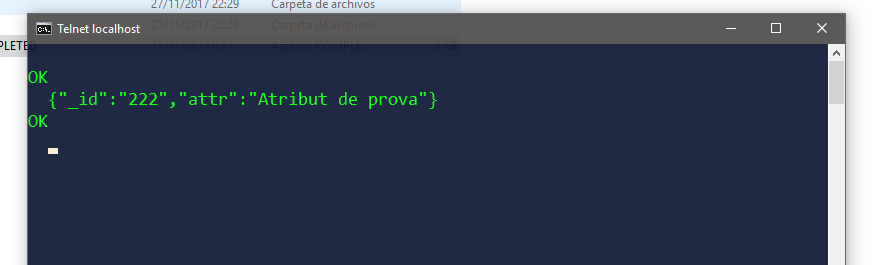 27/11/2017 22:29 Carpeta de archivos
27/11/2017 22:29 Carpeta de archivos
Telnet localhost
PLETED
OK
{"_id":"222","attr":"Atribut de prova"}
OK